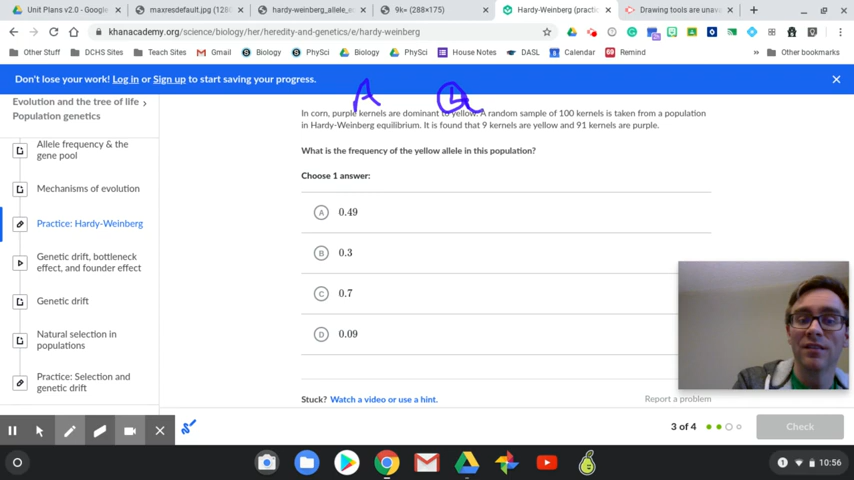 Unit Plans v2.0 - Google
maxresdefault.jpg (128
hardy-weinberg_allele_e
9k= (288×175)
Hardy-Weinberg (practi
Drawing tools are unava
khanacademy.org/science/biology/her/heredity-and-genetics/e/hardy-weinberg
Other Stuff
DCHS Sites
Teach Sites
Gmail
Biology
PhySci
Biology
PhySci
House Notes
DASL
Calendar
Remind
Other bookmarks
Don't lose your work! Log in or Sign up to start saving your progress.
Evolution and the tree of life
Population genetics
Allele frequency & the
gene pool
Mechanisms of evolution
Practice: Hardy-Weinberg
Genetic drift, bottleneck
effect, and founder effect
Genetic drift
Natural selection in
populations
Practice: Selection and
genetic drift
A
In corn, purple kernels are dominant to yellow. A random sample of 100 kernels is taken from a population
in Hardy-Weinberg equilibrium. It is found that 9 kernels are yellow and 91 kernels are purple.
What is the frequency of the yellow allele in this population?
Choose 1 answer:
A 0.49
B 0.3
C 0.7
D 0.09
Stuck? Watch a video or use a hint.
Report a problem
3 of 4
Check
1
10:56